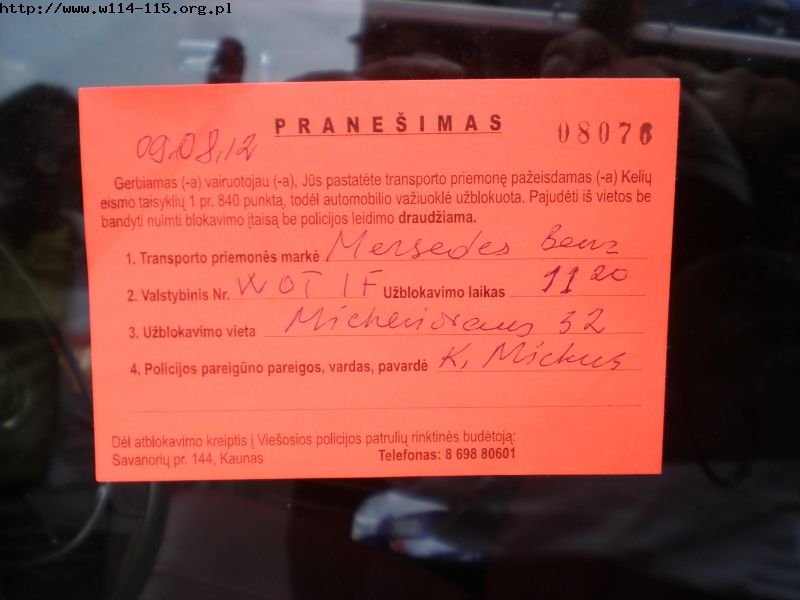 http://www.w114-115.org.pl
PRANEŠIMAS
08076
09.08.12
Gerbiamas (-a) vairuotojau (-a), Jūs pastatėte transporto priemonę pažeisdamas (-a) Kelių
eismo taisyklių 1 pr. 840 punktą, todėl automobilio važiuoklė užblokuota. Pajudėti iš vietos be
bandyti nuimti blokavimo įtaisą be policijos leidimo draudžiama.
1. Transporto priemonės markė Mersedes Benz
2. Valstybinis Nr. WOT 1F Užblokavimo laikas 11 20
3. Užblokavimo vieta 32
4. Policijos pareigūno pareigos, vardas, pavardė K. Mickus
Dėl atblokavimo kreiptis į Viešosios policijos patrulių rinktinės budėtoją:
Savanorių pr. 144, Kaunas Telefonas: 8 698 80601